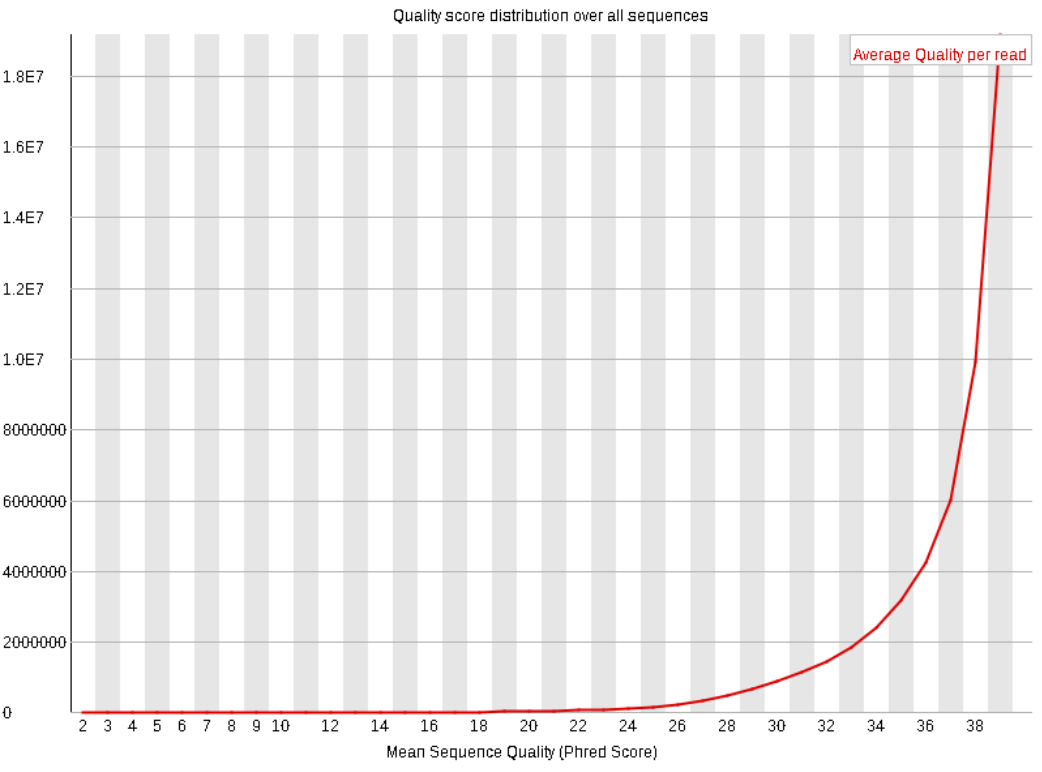 Quality score distribution over all sequences
Average Quality per read
1.8E7
1.6E7
1.4E7
1.2E7
1.0E7
8000000
6000000
4000000
2000000
0
2 3 4 5 6 7 8 9 10 12 14 16 18 20 22 24 26 28 30 32 34 36 38
Mean Sequence Quality (Phred Score)